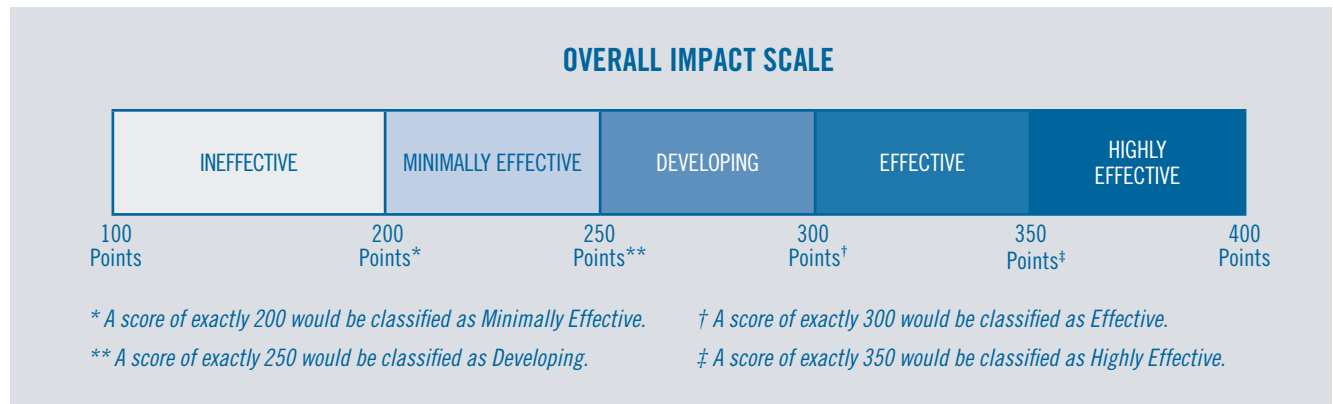 OVERALL IMPACT SCALE
INEFFECTIVE
MINIMALLY EFFECTIVE
DEVELOPING
EFFECTIVE
HIGHLY
EFFECTIVE
100
Points
200
Points*
250
Points**
300
Points†
350
Points‡
400
Points
* A score of exactly 200 would be classified as Minimally Effective.
** A score of exactly 250 would be classified as Developing.
† A score of exactly 300 would be classified as Effective.
‡ A score of exactly 350 would be classified as Highly Effective.